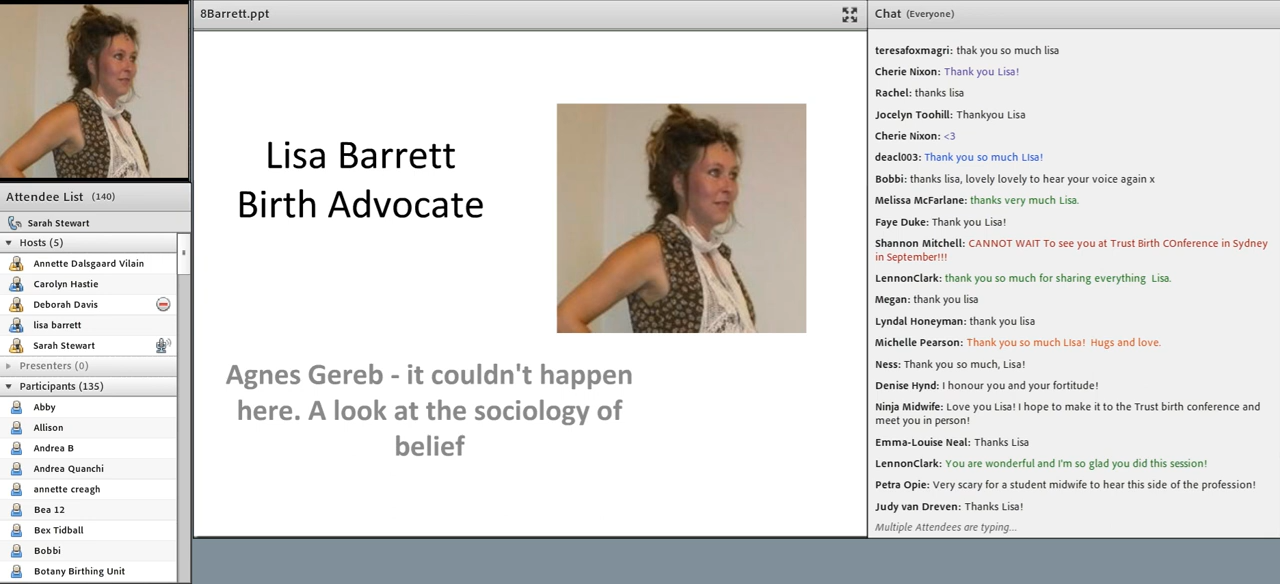 8Barrett.ppt
Lisa Barrett
Birth Advocate
Agnes Gereb - it couldn't happen
here. A look at the sociology of
belief
Attendee List (140)
Sarah Stewart
Hosts (5)
Annette Dalsgaard Vilain
Carolyn Hastie
Deborah Davis
lisa barrett
Sarah Stewart
Presenters (0)
Participants (135)
Abby
Allison
Andrea B
Andrea Quanchi
annette creagh
Bea 12
Bex Tidball
Bobbi
Botany Birthing Unit
Chat (Everyone)
teresafoxmagri: thak you so much lisa
Cherie Nixon: Thank you Lisa!
Rachel: thanks lisa
Jocelyn Toohill: Thankyou Lisa
Cherie Nixon: <3
deacl003: Thank you so much LIsa!
Bobbi: thanks lisa, lovely lovely to hear your voice again x
Melissa McFarlane: thanks very much Lisa.
Faye Duke: Thank you Lisa!
Shannon Mitchell: CANNOT WAIT To see you at Trust Birth COnference in Sydney
in September!!!
LennonClark: thank you so much for sharing everything  Lisa.
Megan: thank you lisa
Lyndal Honeyman: thank you lisa
Michelle Pearson: Thank you so much LIsa!  Hugs and love.
Ness: Thank you so much, Lisa!
Denise Hynd: I honour you and your fortitude!
Ninja Midwife: Love you Lisa! I hope to make it to the Trust birth conference and
meet you in person!
Emma-Louise Neal: Thanks Lisa
LennonClark: You are wonderful and I'm so glad you did this session!
Petra Opie: Very scary for a student midwife to hear this side of the profession!
Judy van Dreven: Thanks Lisa!
Multiple Attendees are typing...